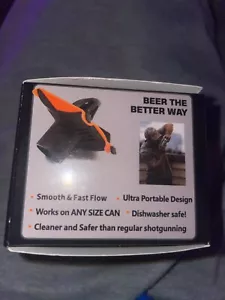 BEER THE
BETTER WAY
• Smooth & Fast Flow • Ultra Portable Design
• Works on ANY SIZE CAN • Dishwasher safe!
• Cleaner and Safer than regular shotgunning